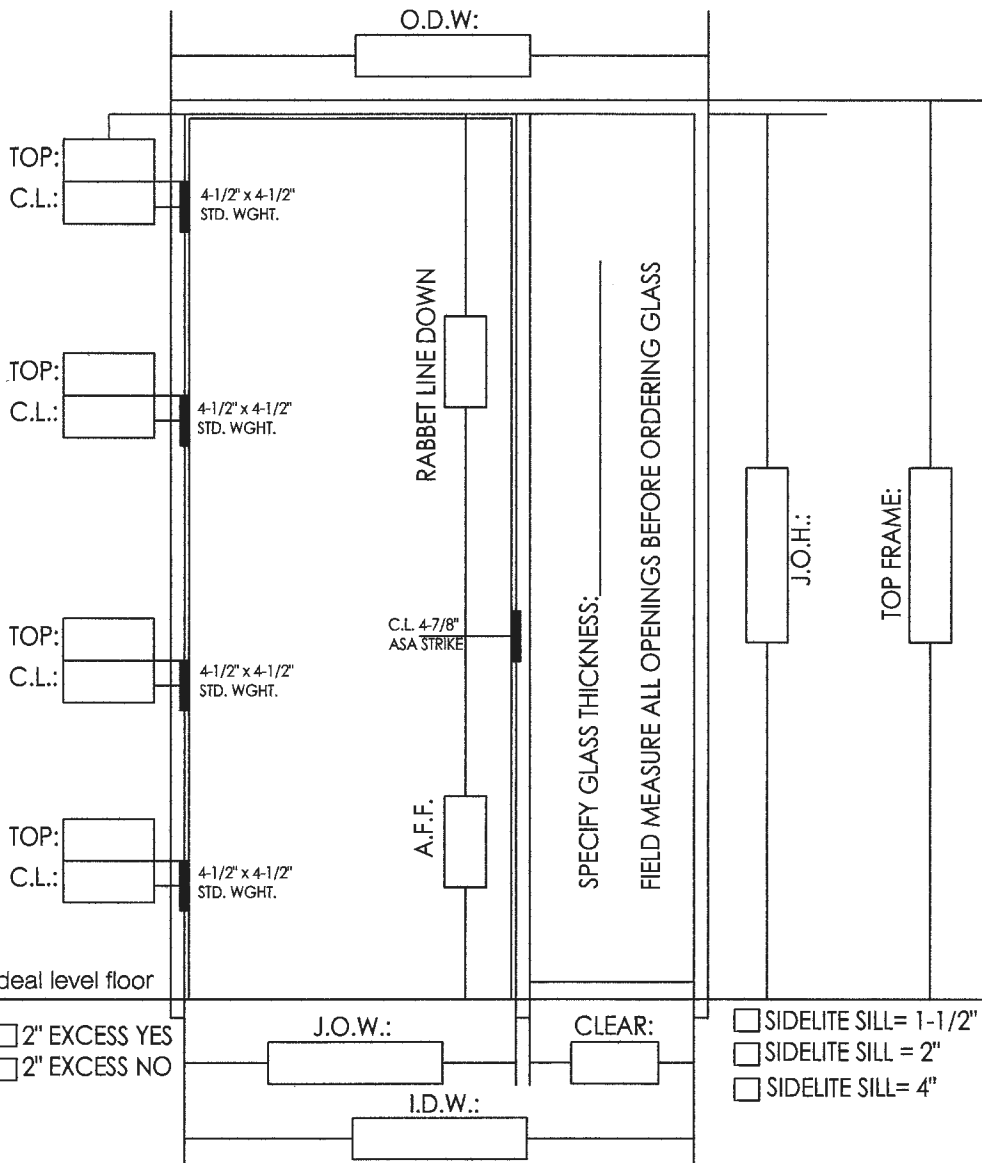 O.D.W:
TOP:
C.L.:
4-1/2" x 4-1/2"
STD. WGHT.
TOP:
C.L.:
4-1/2" x 4-1/2"
STD. WGHT.
RABBET LINE DOWN
SPECIFY GLASS THICKNESS:
FIELD MEASURE ALL OPENINGS BEFORE ORDERING GLASS
J.O.H.:
TOP FRAME:
C.L. 4-7/8"
ASA STRIKE
TOP:
C.L.:
4-1/2" x 4-1/2"
STD. WGHT.
A.F.F.
TOP:
C.L.:
4-1/2" x 4-1/2"
STD. WGHT.
deal level floor
2" EXCESS YES
2" EXCESS NO
J.O.W.:
CLEAR:
I.D.W.:
SIDELITE SILL= 1-1/2"
SIDELITE SILL = 2"
SIDELITE SILL= 4"